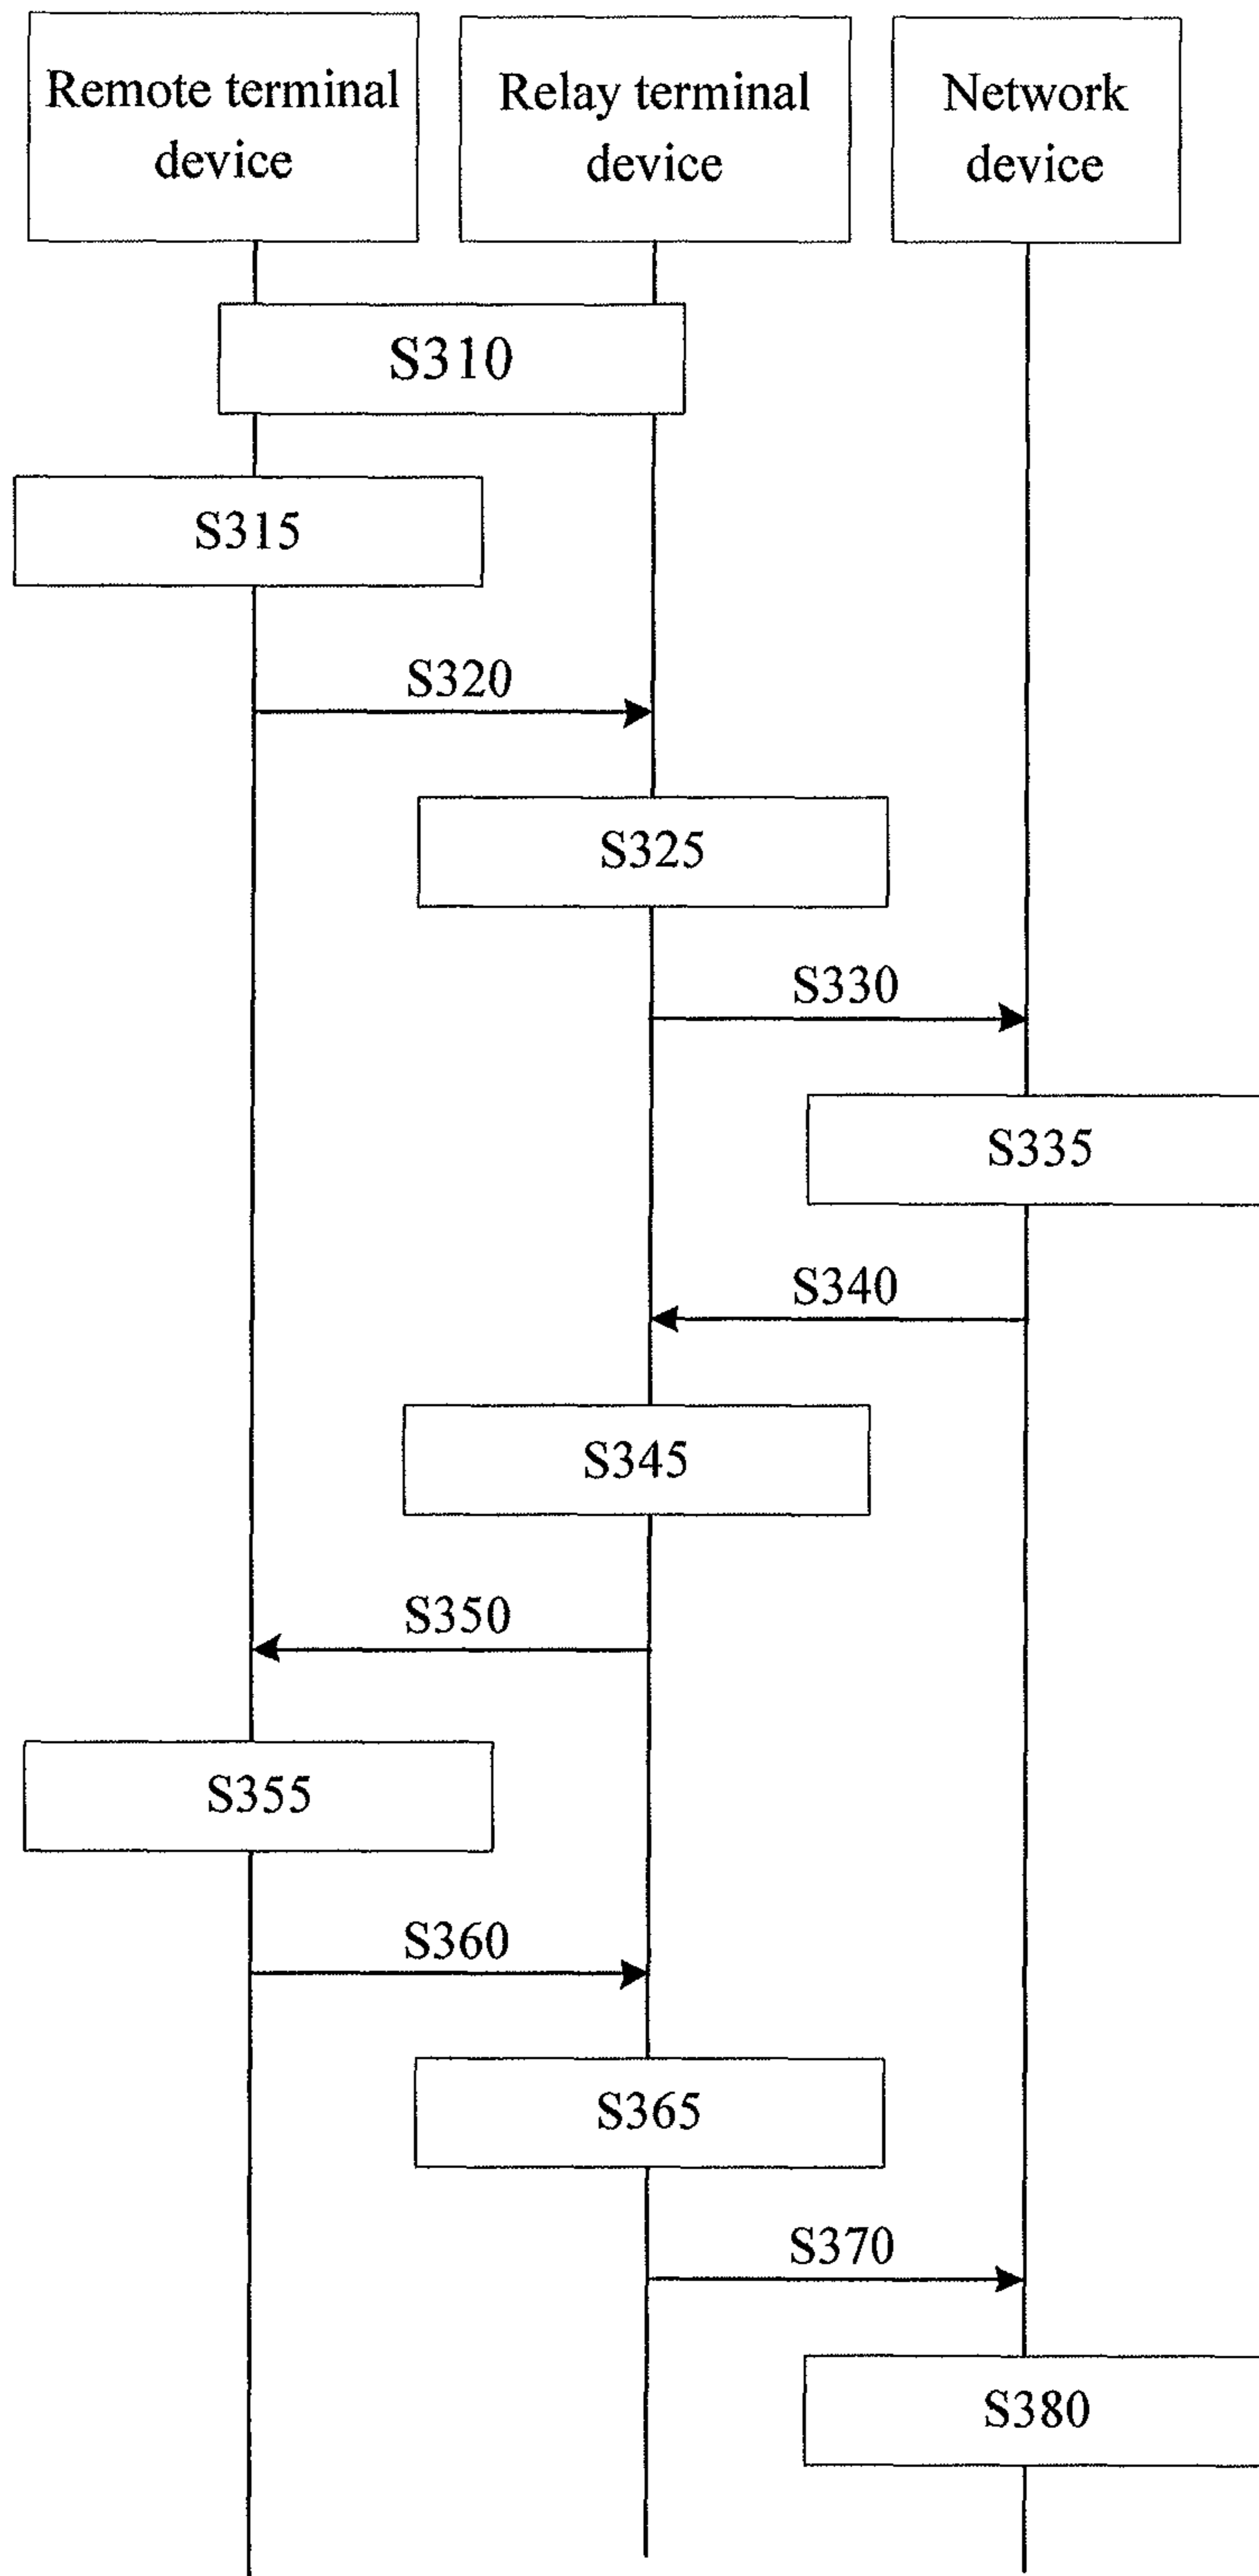 Remote terminal
device
Relay terminal
device
Network
device
S310
S315
S320
S325
S330
S335
S340
S345
S350
S355
S360
S365
S370
S380